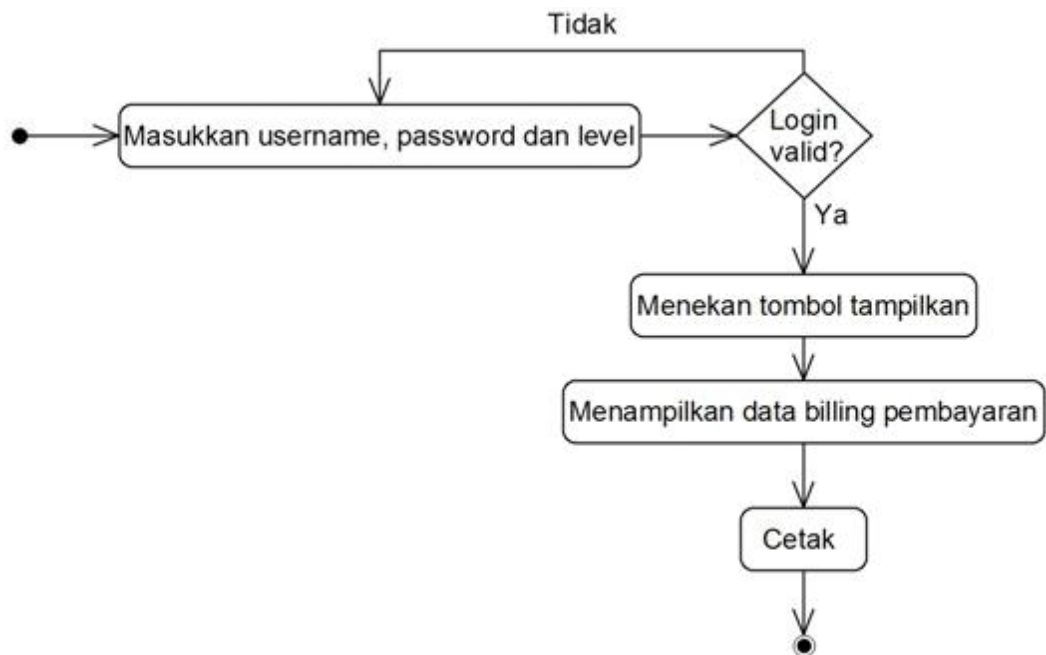 Tidak
Masukkan username, password dan level
Login
valid?
Ya
Menekan tombol tampilkan
Menampilkan data billing pembayaran
Cetak